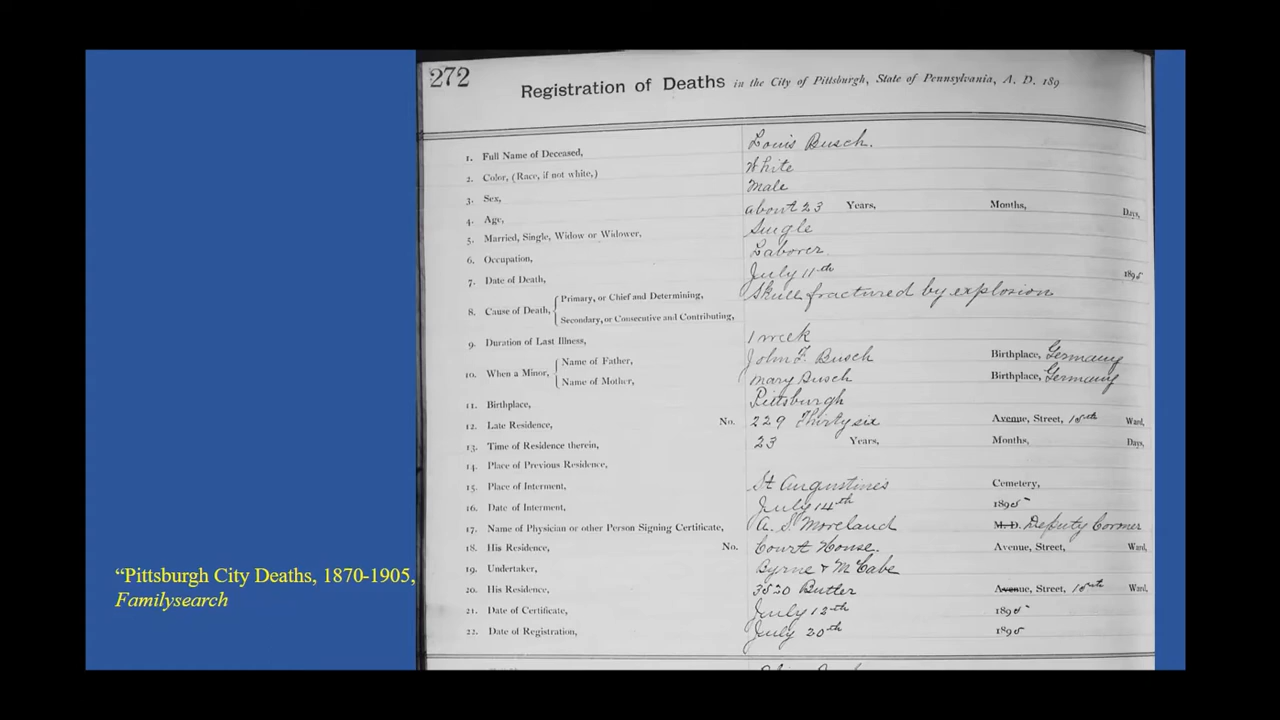 272
Registration of Deaths in the City of Pittsburgh, State of Pennsylvania, A. D. 189
1. Full Name of Deceased, Louis Busch.
2. Color, (Race, if not white,) White
3. Sex, Male
4. Age, about 23 Years, Months, Days,
5. Married, Single, Widow or Widower, Single
6. Occupation, Laborer.
7. Date of Death, July 11th 1895
8. Cause of Death, { Primary, or Chief and Determining, Skull fractured by explosion
Secondary, or Consecutive and Contributing,
9. Duration of Last Illness, 1 week
10. When a Minor, { Name of Father, John F. Busch Birthplace, Germany
Name of Mother, Mary Busch Birthplace, Germany
11. Birthplace, Pittsburgh
12. Late Residence, No. 229 Thirty six Avenue, Street, 15th Ward,
13. Time of Residence therein, 23 Years, Months, Days,
14. Place of Previous Residence,
15. Place of Interment, St Augustines Cemetery,
16. Date of Interment, July 14th 1895
17. Name of Physician or other Person Signing Certificate, A. S Moreland M. D. Deputy Coroner
18. His Residence, No. Court House. Avenue, Street, Ward,
19. Undertaker, Byrne + McCabe
20. His Residence, 3520 Butler Avenue, Street, 15th Ward,
21. Date of Certificate, July 12th 1895
22. Date of Registration, July 20th 1895
“Pittsburgh City Deaths, 1870-1905,
Familysearch